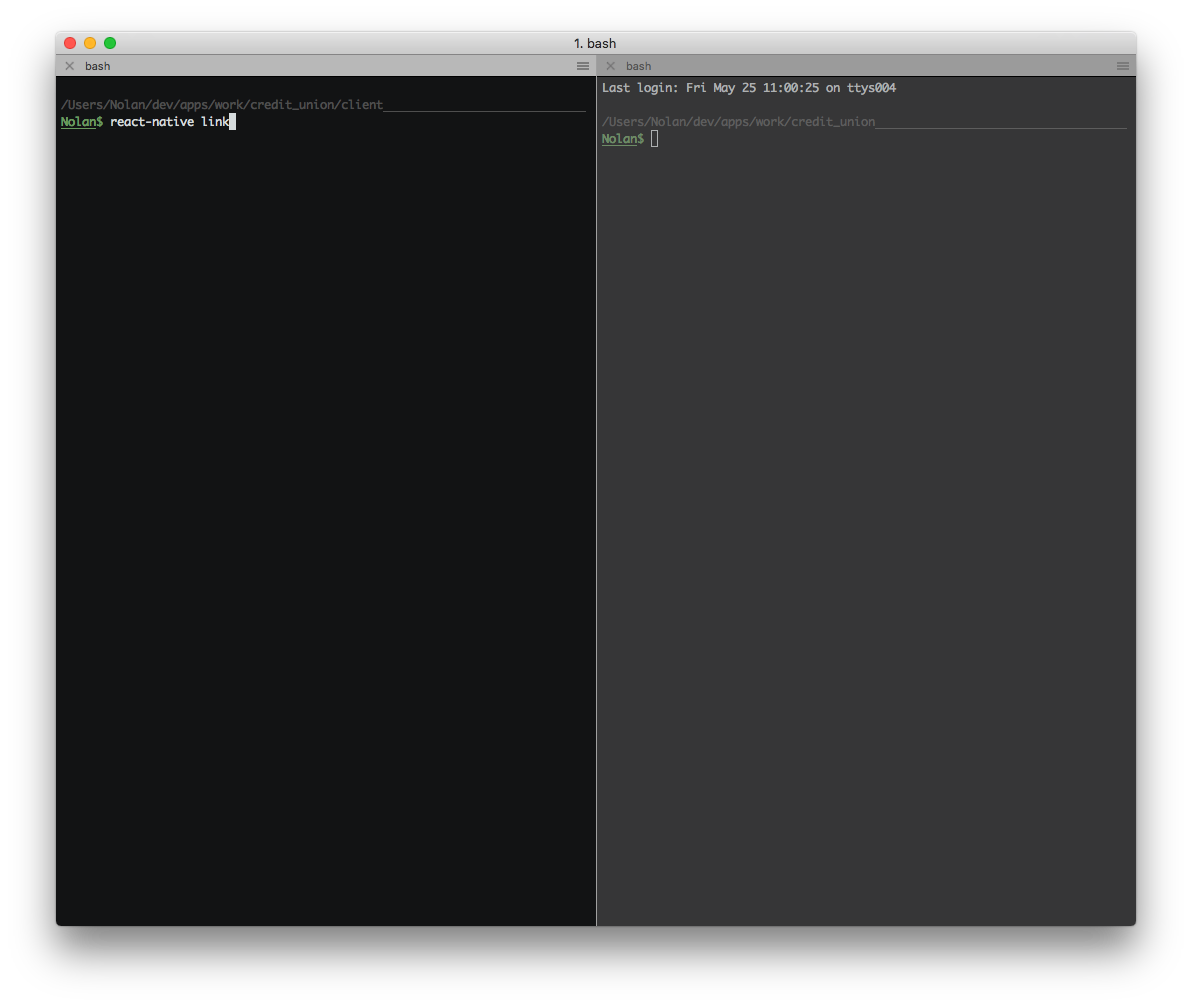 1. bash
bash
/Users/Nolan/dev/apps/work/credit_union/client
Nolan$ react-native link
bash
Last login: Fri May 25 11:00:25 on ttys004
/Users/Nolan/dev/apps/work/credit_union
Nolan$